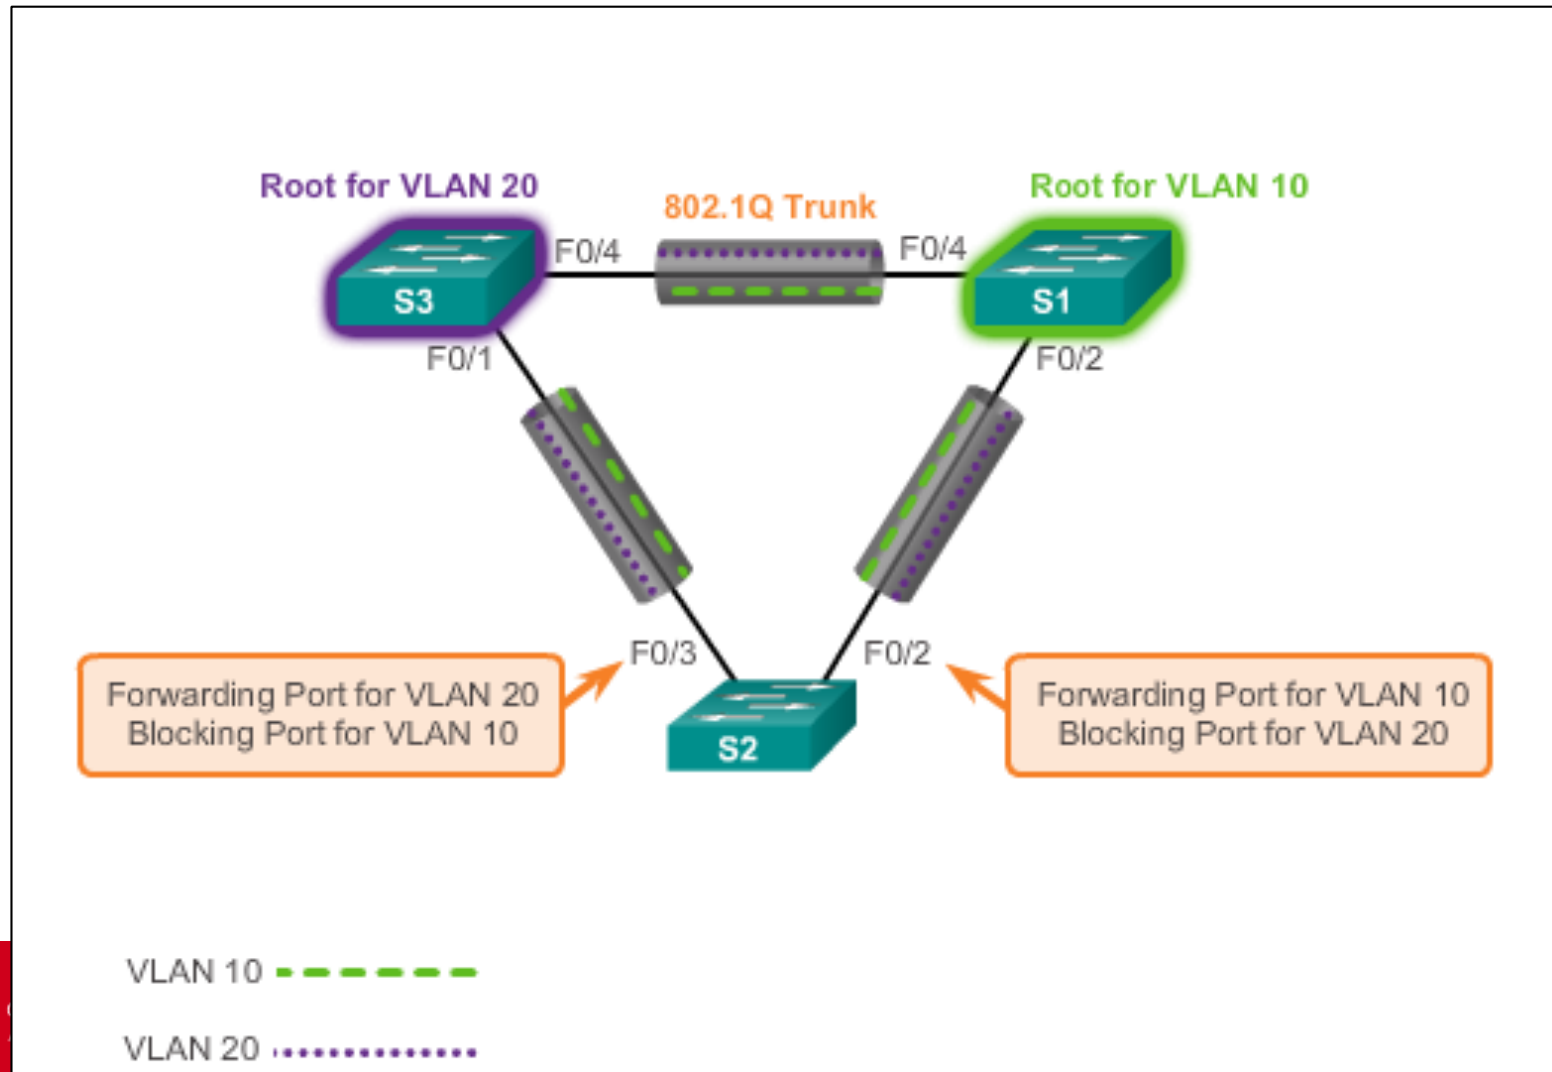 Root for VLAN 20
Root for VLAN 10
802.1Q Trunk
F0/4
F0/4
S3
S1
F0/1
F0/2
F0/3
F0/2
Forwarding Port for VLAN 20
Blocking Port for VLAN 10
Forwarding Port for VLAN 10
Blocking Port for VLAN 20
S2
VLAN 10
VLAN 20